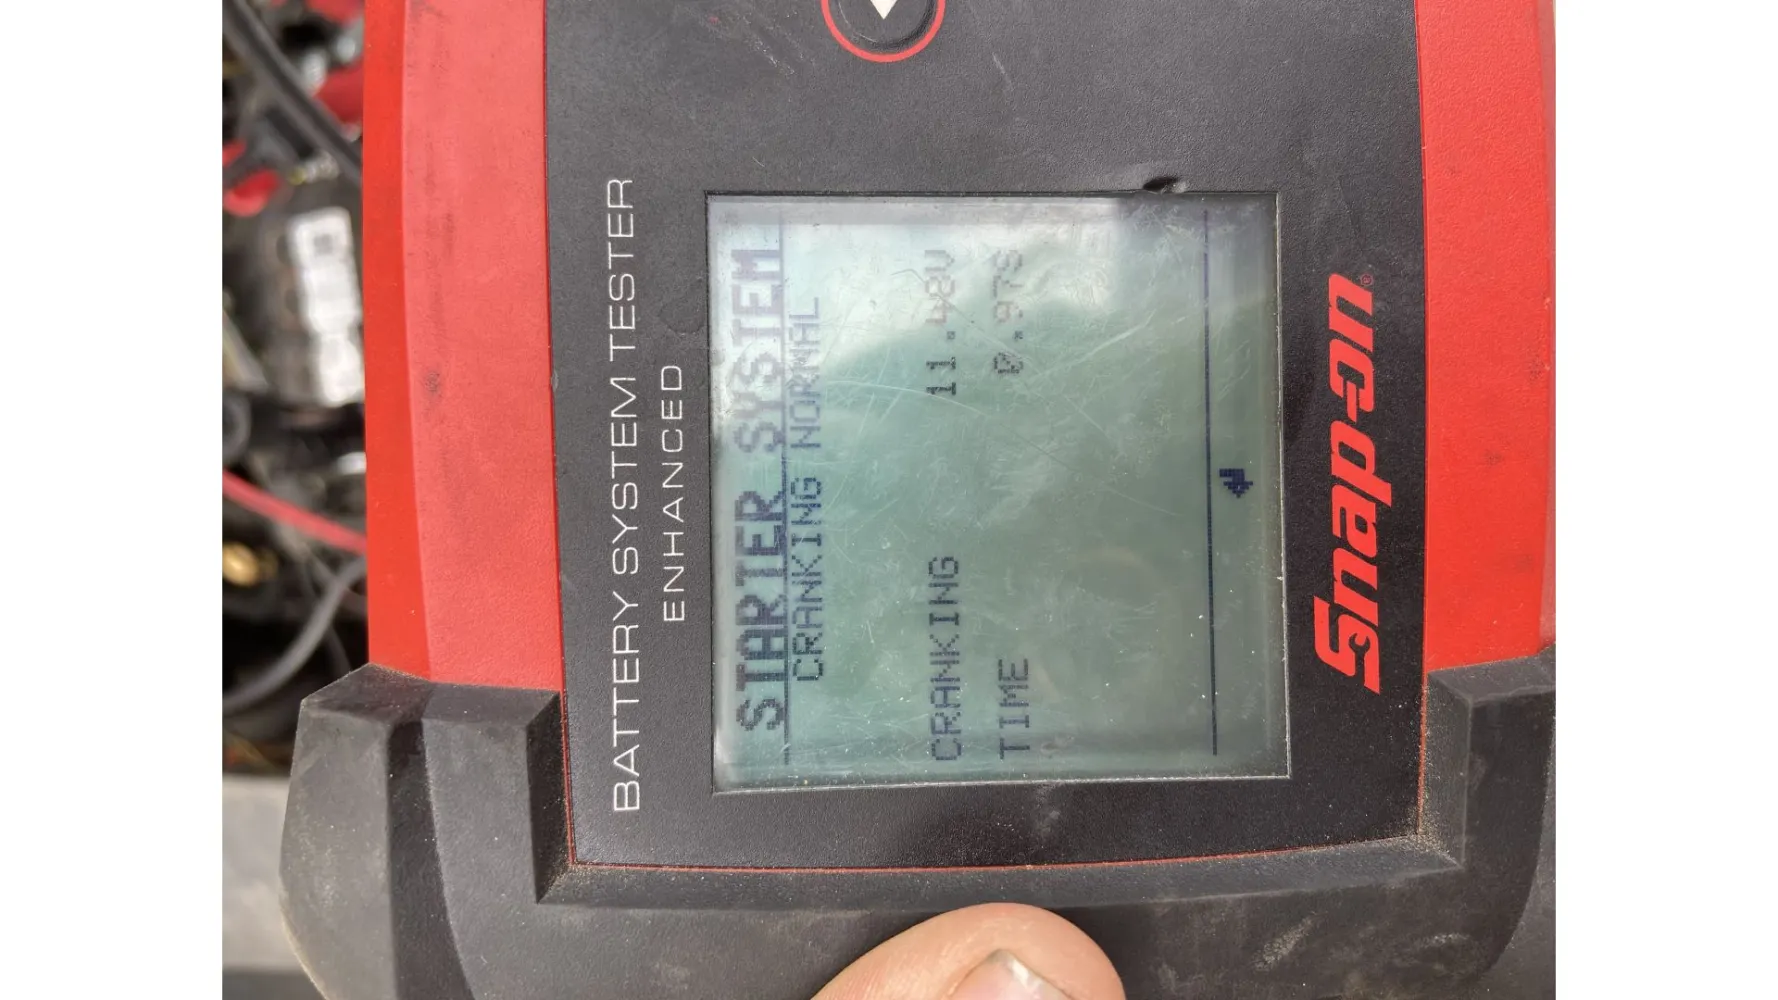 BATTERY SYSTEM TESTER
ENHANCED
STARTER SYSTEM
CRANKING NORMAL
CRANKING 11.48V
TIME 0.97S
Snap-on®